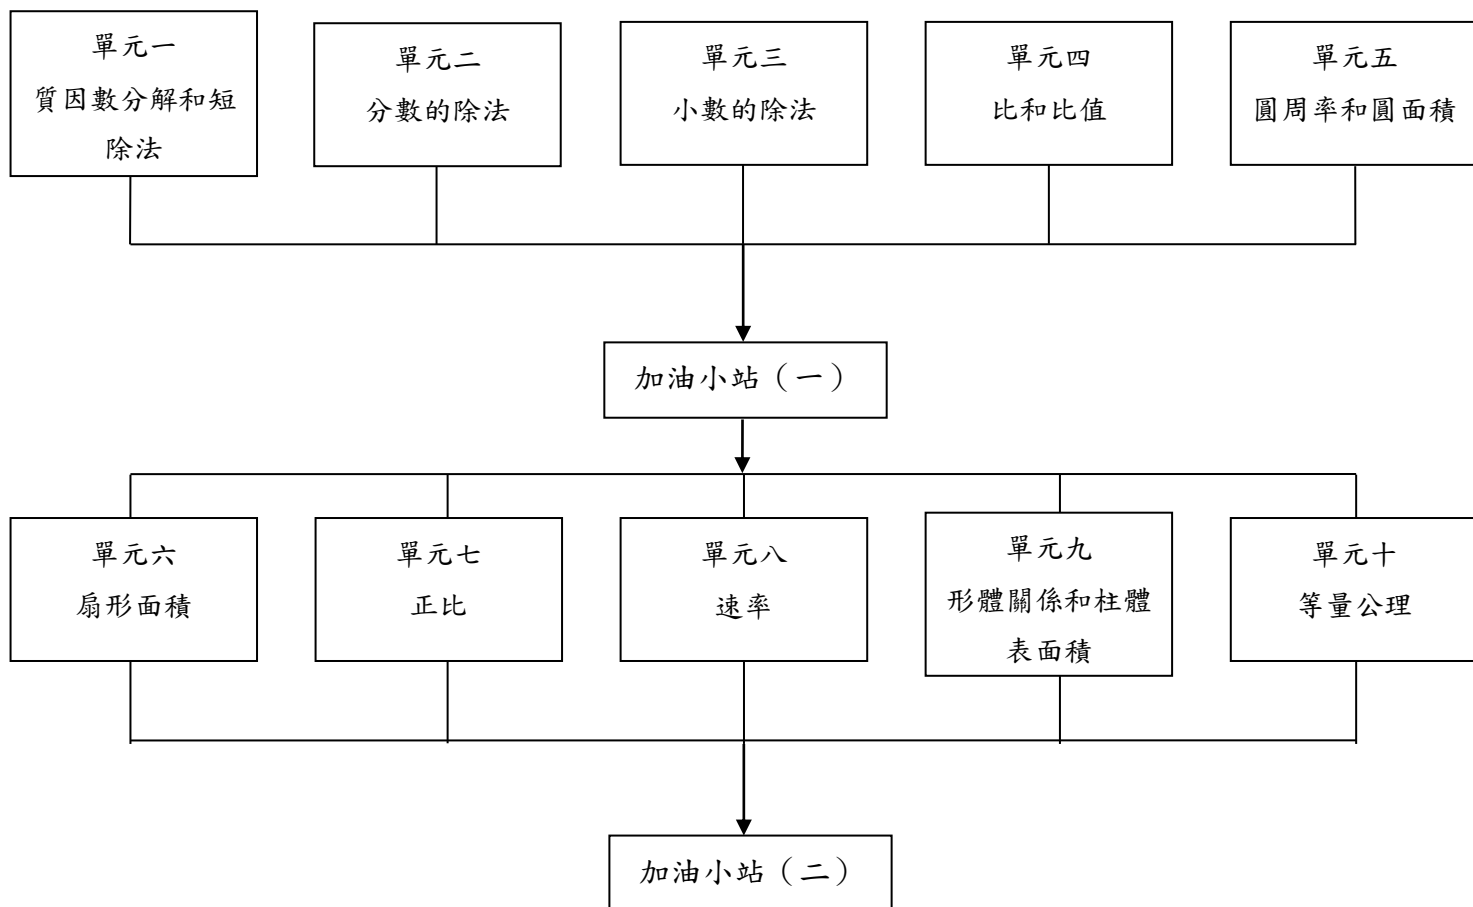 單元一
質因數分解和短
除法
單元二
分數的除法
單元三
小數的除法
單元四
比和比值
單元五
圓周率和圓面積
加油小站（一）
單元六
扇形面積
單元七
正比
單元八
速率
單元九
形體關係和柱體
表面積
單元十
等量公理
加油小站（二）